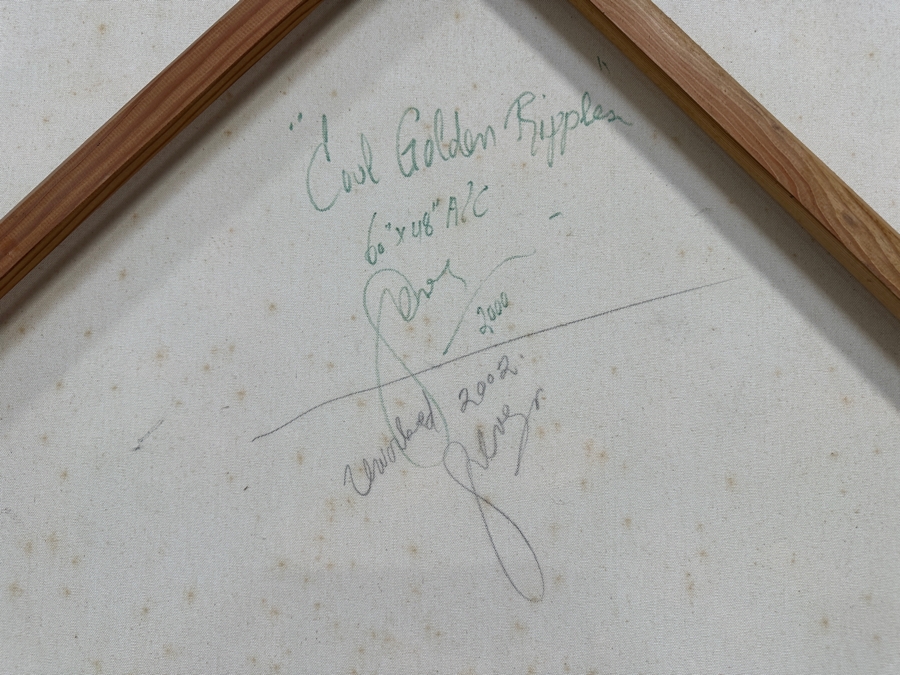 "Cool Golden Ripples"
60" x 48" A/C
2000
reworked 2002.